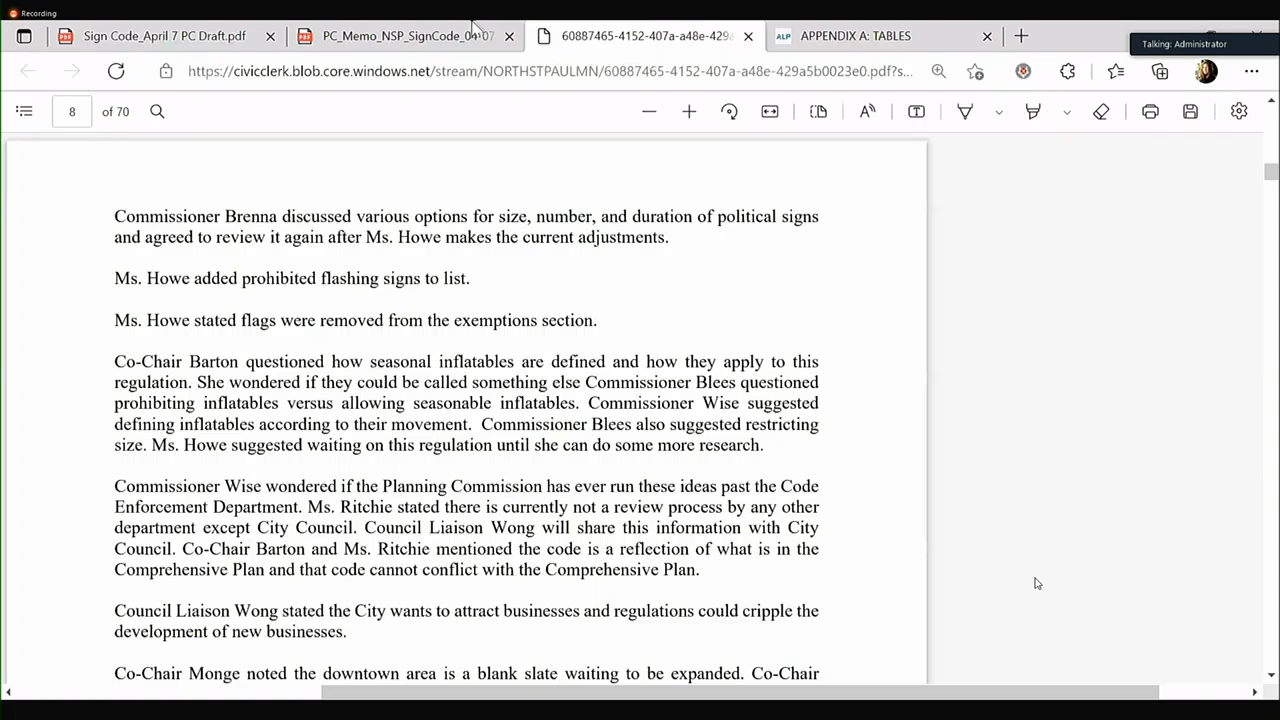 Recording
Sign Code_April 7 PC Draft.pdf
PC_Memo_NSP_SignCode_04-07
60887465-4152-407a-a48e-429a
ALP APPENDIX A: TABLES
Talking: Administrator
https://civicclerk.blob.core.windows.net/stream/NORTHSTPAULMN/60887465-4152-407a-a48e-429a5b0023e0.pdf?s...
8 of 70
Commissioner Brenna discussed various options for size, number, and duration of political signs
and agreed to review it again after Ms. Howe makes the current adjustments.
Ms. Howe added prohibited flashing signs to list.
Ms. Howe stated flags were removed from the exemptions section.
Co-Chair Barton questioned how seasonal inflatables are defined and how they apply to this
regulation. She wondered if they could be called something else Commissioner Blees questioned
prohibiting inflatables versus allowing seasonable inflatables. Commissioner Wise suggested
defining inflatables according to their movement. Commissioner Blees also suggested restricting
size. Ms. Howe suggested waiting on this regulation until she can do some more research.
Commissioner Wise wondered if the Planning Commission has ever run these ideas past the Code
Enforcement Department. Ms. Ritchie stated there is currently not a review process by any other
department except City Council. Council Liaison Wong will share this information with City
Council. Co-Chair Barton and Ms. Ritchie mentioned the code is a reflection of what is in the
Comprehensive Plan and that code cannot conflict with the Comprehensive Plan.
Council Liaison Wong stated the City wants to attract businesses and regulations could cripple the
development of new businesses.
Co-Chair Monge noted the downtown area is a blank slate waiting to be expanded. Co-Chair